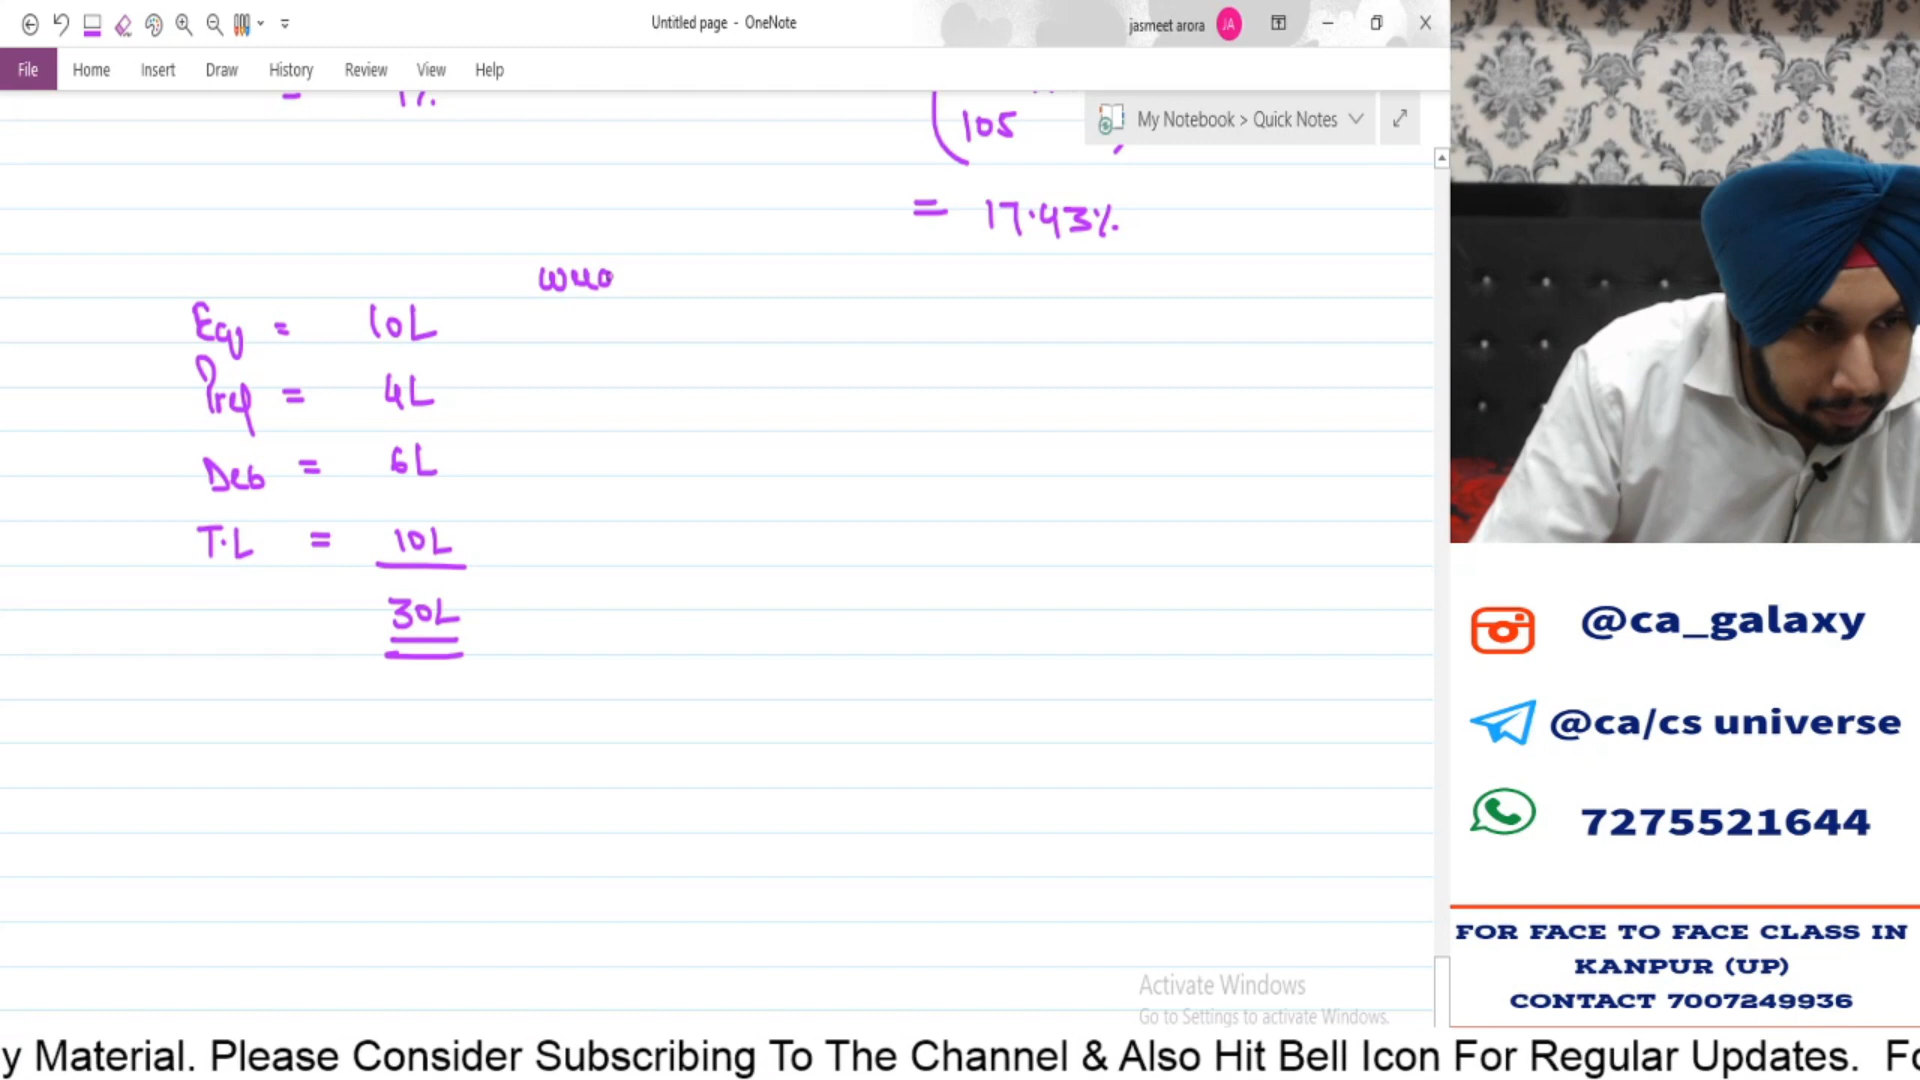 Untitled page - OneNote
jasmeet arora
JA
File Home Insert Draw History Review View Help
My Notebook > Quick Notes
= 1%
105
= 17.43%
Eq = 10L
Pref = 4L
Deb = 6L
T.L = 10L
30L
@ca_galaxy
@ca/cs universe
7275521644
FOR FACE TO FACE CLASS IN
KANPUR (UP)
CONTACT 7007249936
Activate Windows
Go to Settings to activate Windows.
y Material. Please Consider Subscribing To The Channel & Also Hit Bell Icon For Regular Updates. Fo